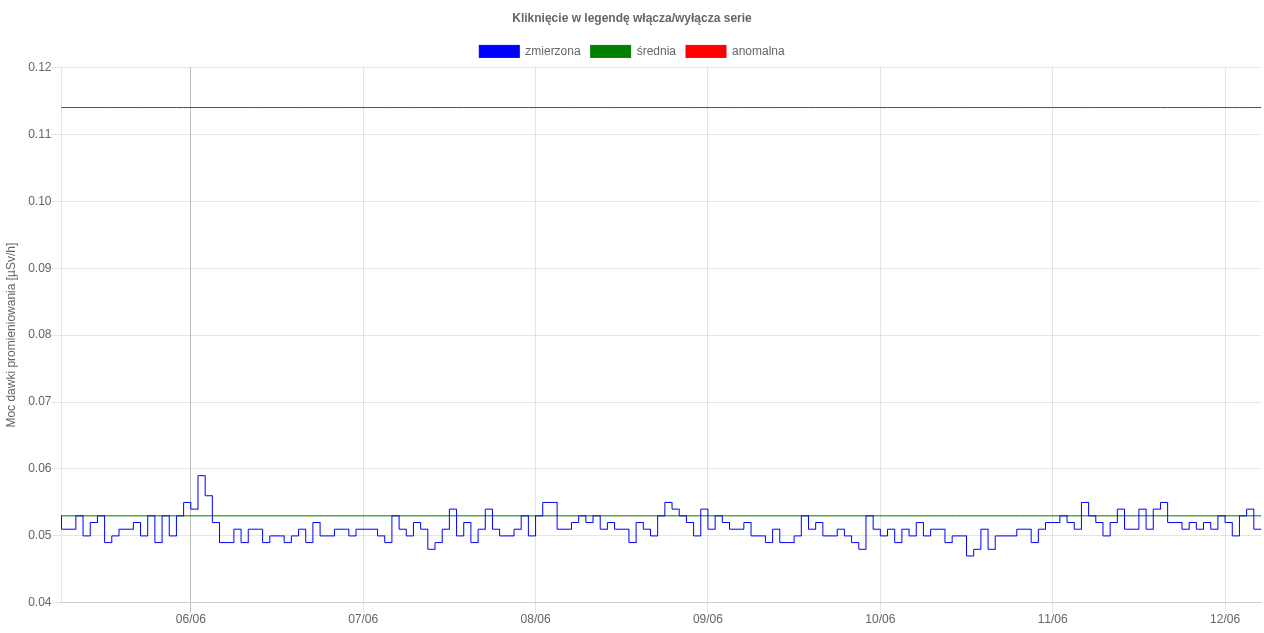 Kliknięcie w legendę włącza/wyłącza serie
zmierzona średnia anomalna
Moc dawki promieniowania [µSv/h]
0.12
0.11
0.10
0.09
0.08
0.07
0.06
0.05
0.04
06/06 07/06 08/06 09/06 10/06 11/06 12/06